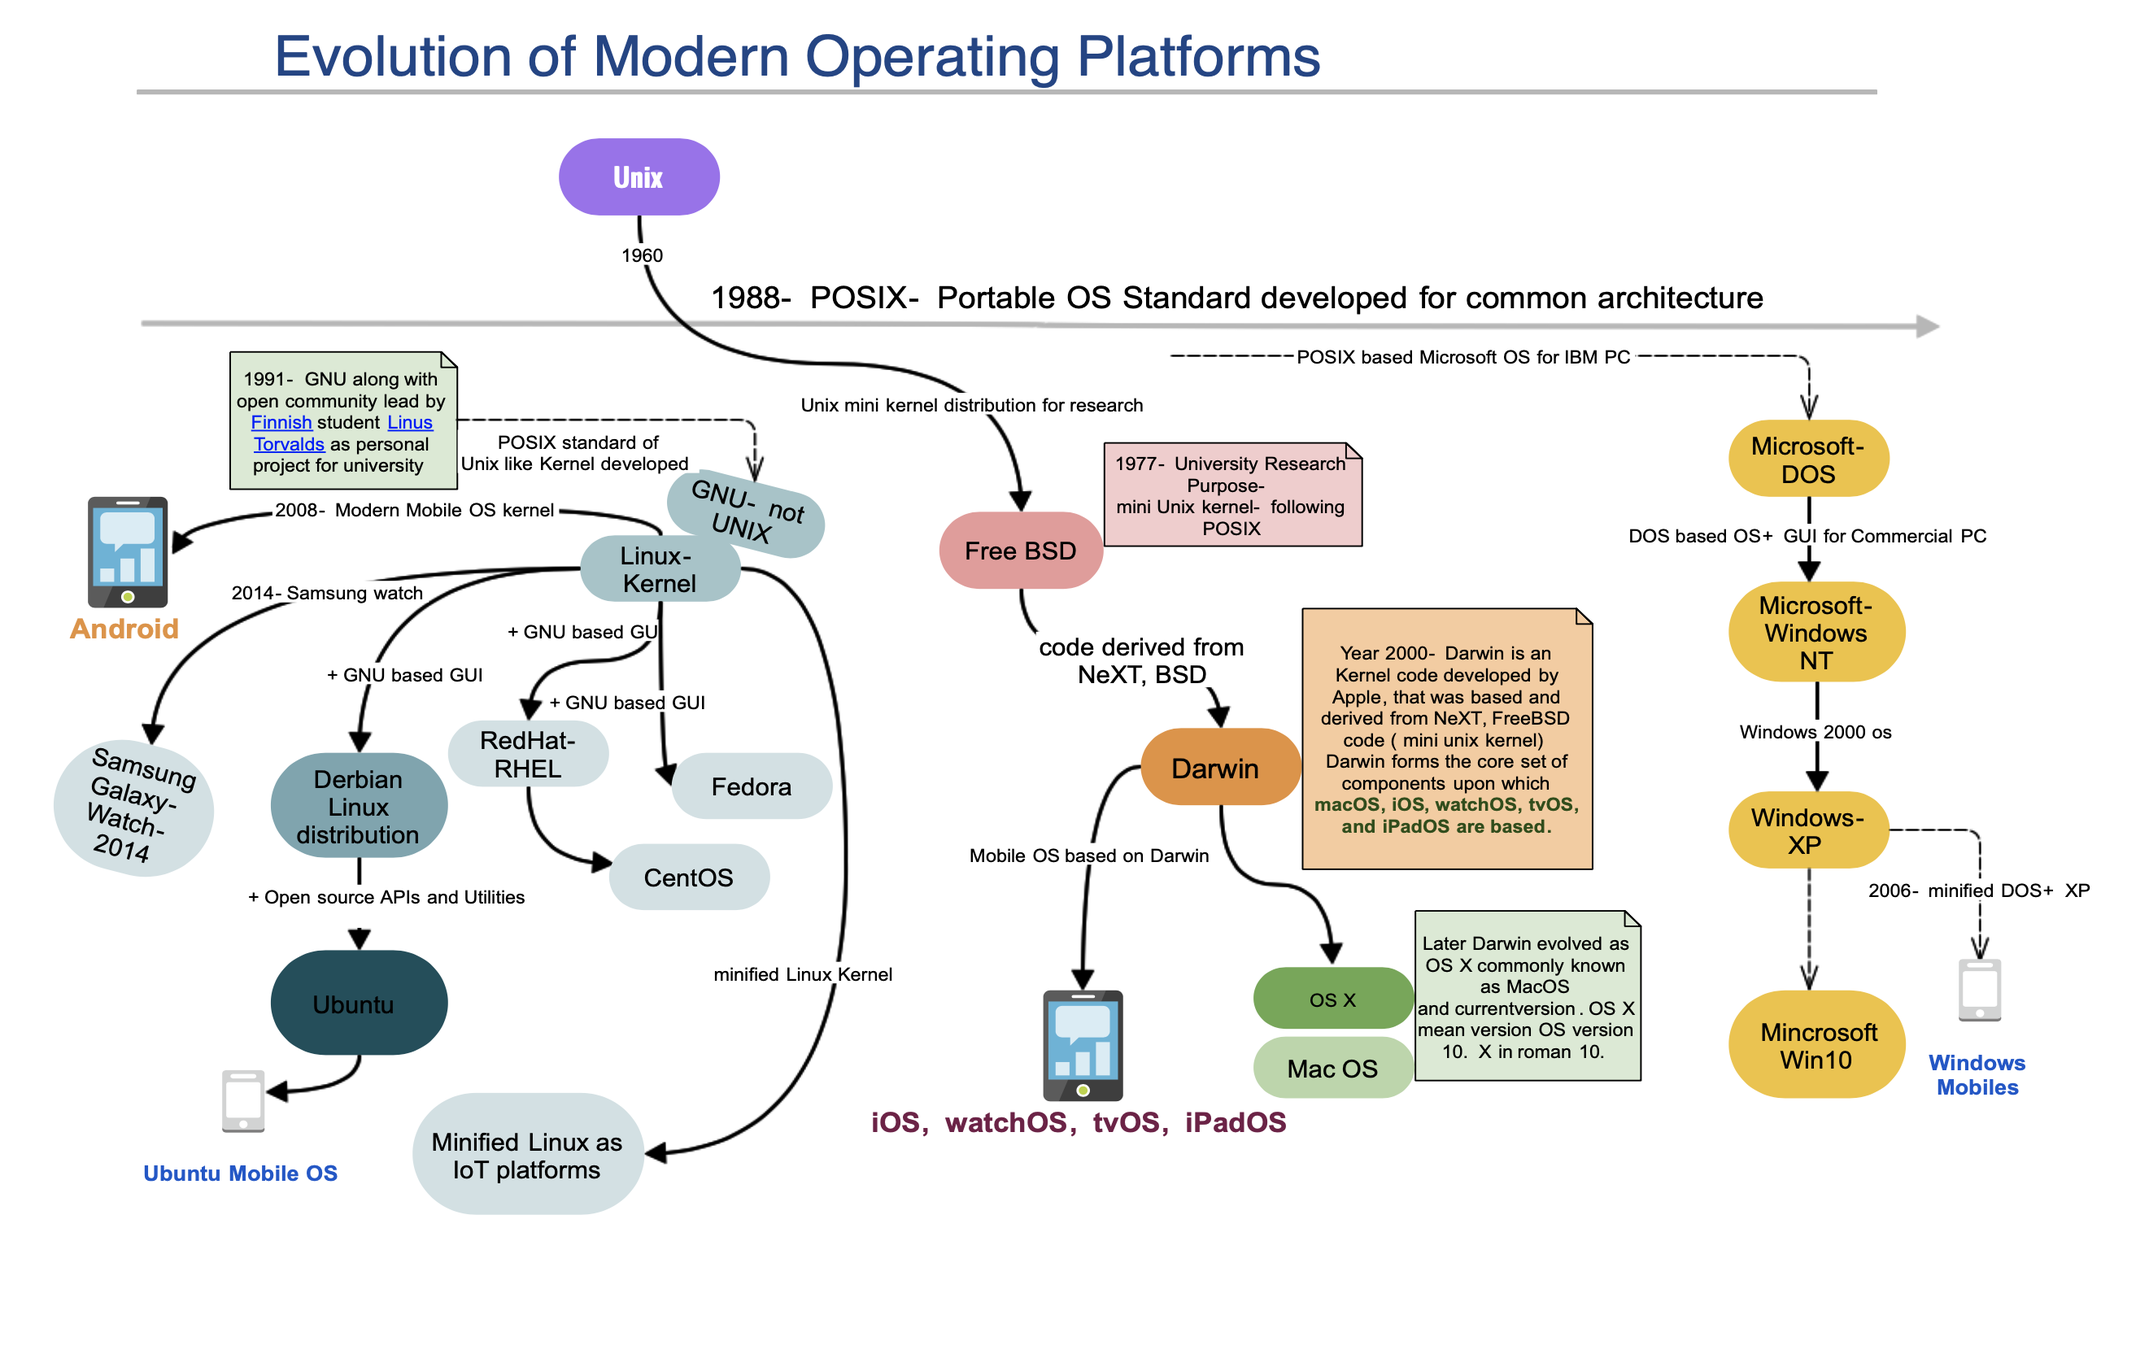 Evolution of Modern Operating Platforms
Unix
1960
1988- POSIX- Portable OS Standard developed for common architecture
1991- GNU along with
open community lead by
Finnish student Linus
Torvalds as personal
project for university
POSIX standard of
Unix like Kernel developed
GNU- not
UNIX
Linux-
Kernel
2008- Modern Mobile OS kernel
Android
2014- Samsung watch
Samsung
Galaxy-
Watch-
2014
+ GNU based GUI
Derbian
Linux
distribution
+ Open source APIs and Utilities
Ubuntu
Ubuntu Mobile OS
+ GNU based GU
RedHat-
RHEL
CentOS
+ GNU based GUI
Fedora
minified Linux Kernel
Minified Linux as
IoT platforms
Unix mini kernel distribution for research
Free BSD
1977- University Research
Purpose-
mini Unix kernel- following
POSIX
code derived from
NeXT, BSD
Darwin
Year 2000- Darwin is an
Kernel code developed by
Apple, that was based and
derived from NeXT, FreeBSD
code ( mini unix kernel)
Darwin forms the core set of
components upon which
macOS, iOS, watchOS, tvOS,
and iPadOS are based.
Mobile OS based on Darwin
iOS, watchOS, tvOS, iPadOS
OS X
Mac OS
Later Darwin evolved as
OS X commonly known
as MacOS
and currentversion. OS X
mean version OS version
10. X in roman 10.
POSIX based Microsoft OS for IBM PC
Microsoft-
DOS
DOS based OS+ GUI for Commercial PC
Microsoft-
Windows
NT
Windows 2000 os
Windows-
XP
2006- minified DOS+ XP
Mincrosoft
Win10
Windows
Mobiles